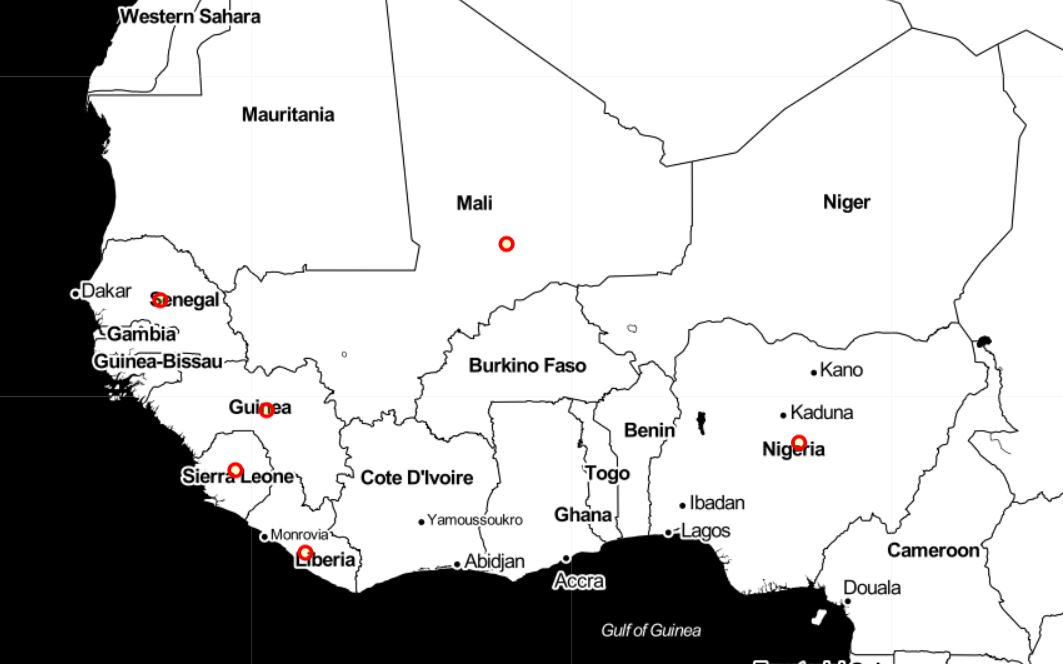 Western Sahara
Mauritania
Mali
Niger
Dakar
Senegal
Gambia
Guinea-Bissau
Burkino Faso
Kano
Guinea
Kaduna
Benin
Nigeria
Togo
Sierra Leone
Cote D'Ivoire
Ibadan
Ghana
Yamoussoukro
Lagos
Monrovia
Cameroon
Liberia
Abidjan
Accra
Douala
Gulf of Guinea